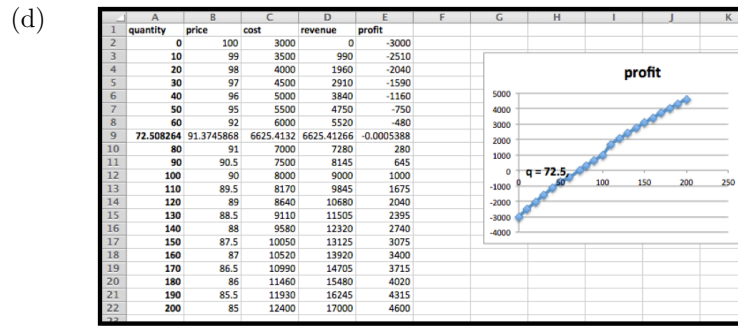 (d)
A B C D E F G H I J K
1 quantity price cost revenue profit
2 0 100 3000 0 -3000
3 10 99 3500 990 -2510
4 20 98 4000 1960 -2040
5 30 97 4500 2910 -1590
6 40 96 5000 3840 -1160
7 50 95 5500 4750 -750
8 60 92 6000 5520 -480
9 72.508264 91.3745868 6625.4132 6625.41266 -0.0005388
10 80 91 7000 7280 280
11 90 90.5 7500 8145 645
12 100 90 8000 9000 1000
13 110 89.5 8170 9845 1675
14 120 89 8640 10680 2040
15 130 88.5 9110 11505 2395
16 140 88 9580 12320 2740
17 150 87.5 10050 13125 3075
18 160 87 10520 13920 3400
19 170 86.5 10990 14705 3715
20 180 86 11460 15480 4020
21 190 85.5 11930 16245 4315
22 200 85 12400 17000 4600
profit
5000
4000
3000
2000
1000
0
-1000
-2000
-3000
-4000
q = 72.5,
0 50 100 150 200 250